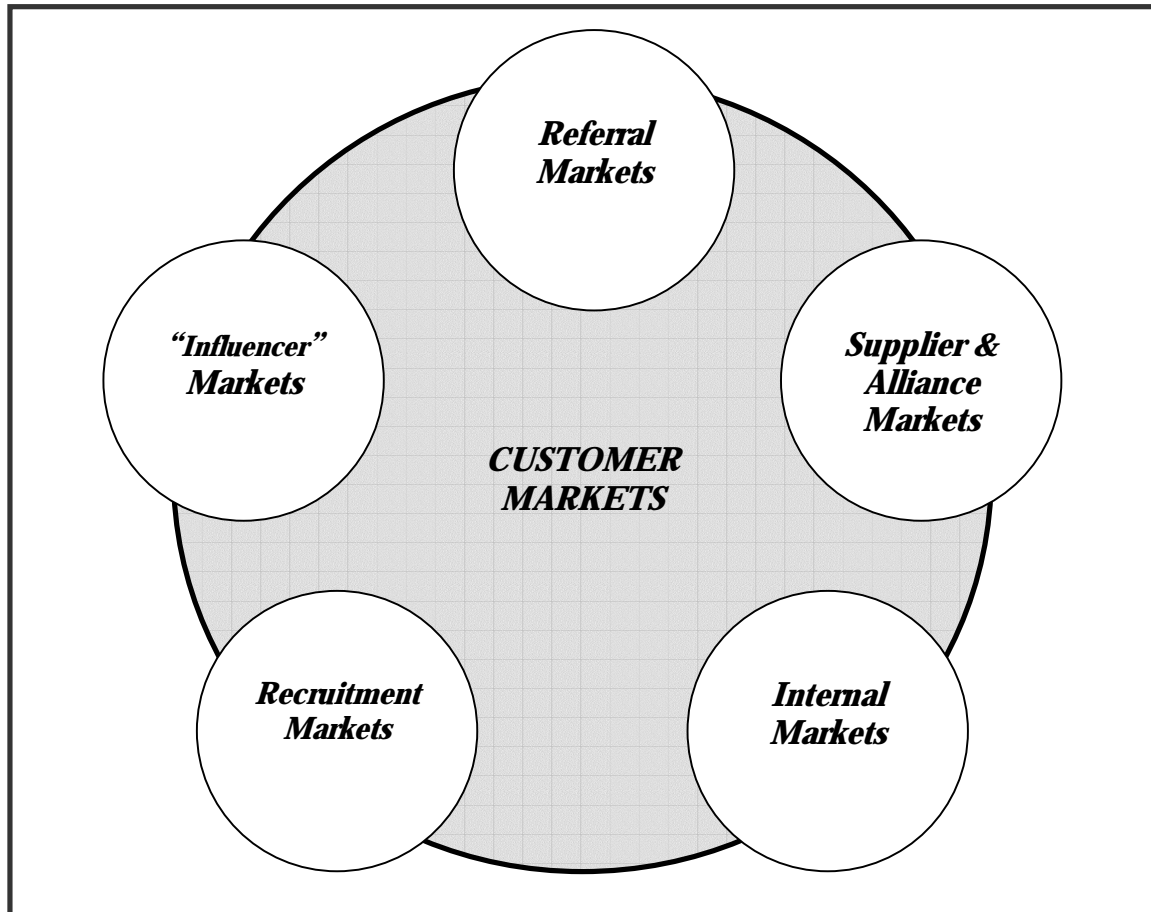 Referral
Markets
“Influencer”
Markets
Supplier &
Alliance
Markets
CUSTOMER
MARKETS
Recruitment
Markets
Internal
Markets